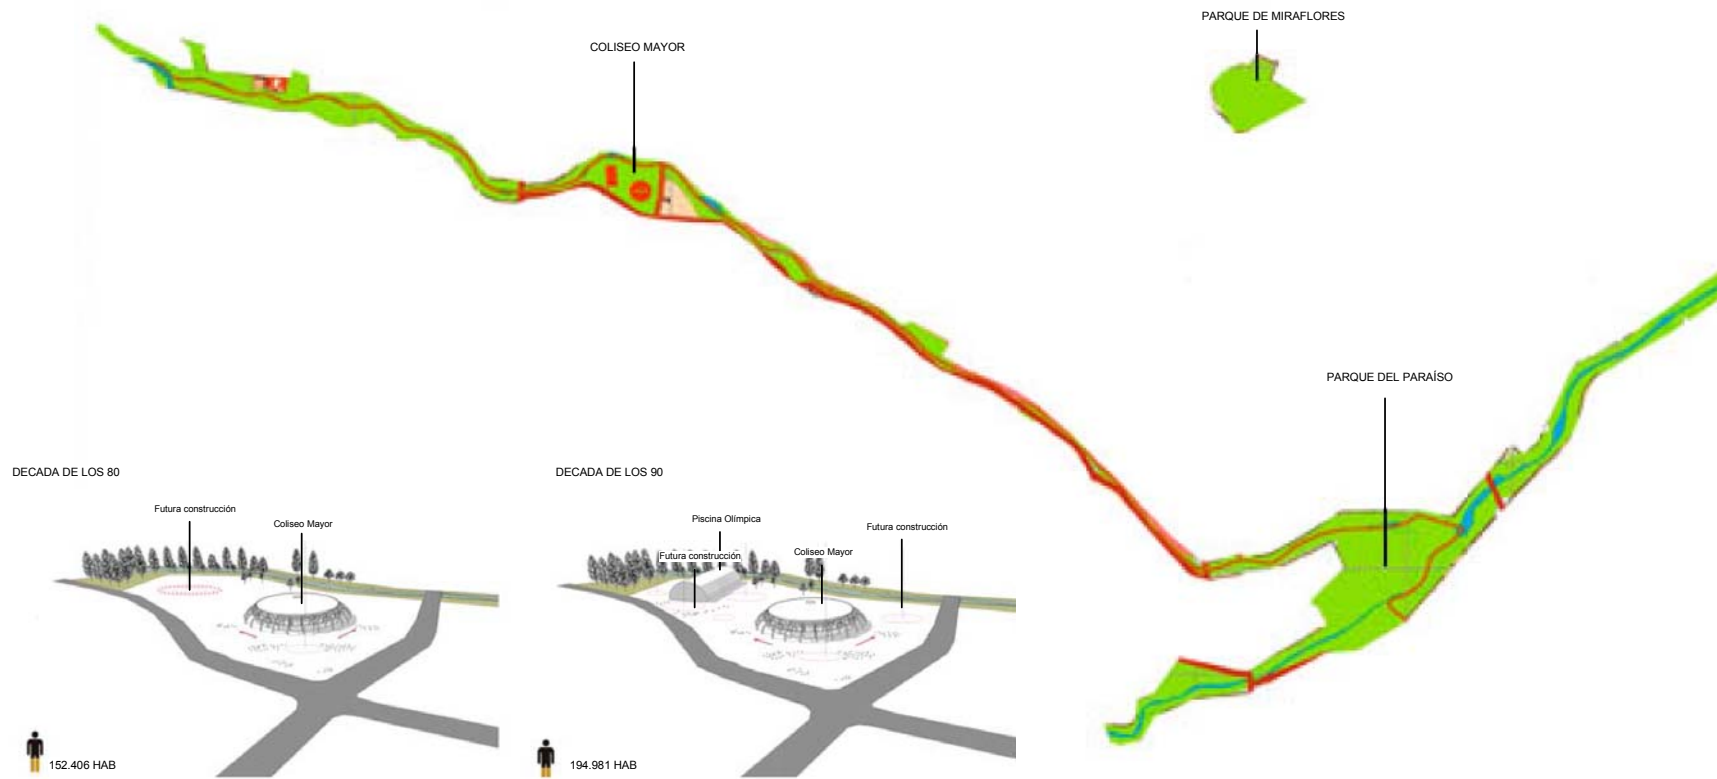 PARQUE DE MIRAFLORES
COLISEO MAYOR
PARQUE DEL PARAÍSO
DECADA DE LOS 80
Futura construcción
Coliseo Mayor
152.406 HAB
DECADA DE LOS 90
Piscina Olímpica
Futura construcción
Futura construcción
Coliseo Mayor
194.981 HAB